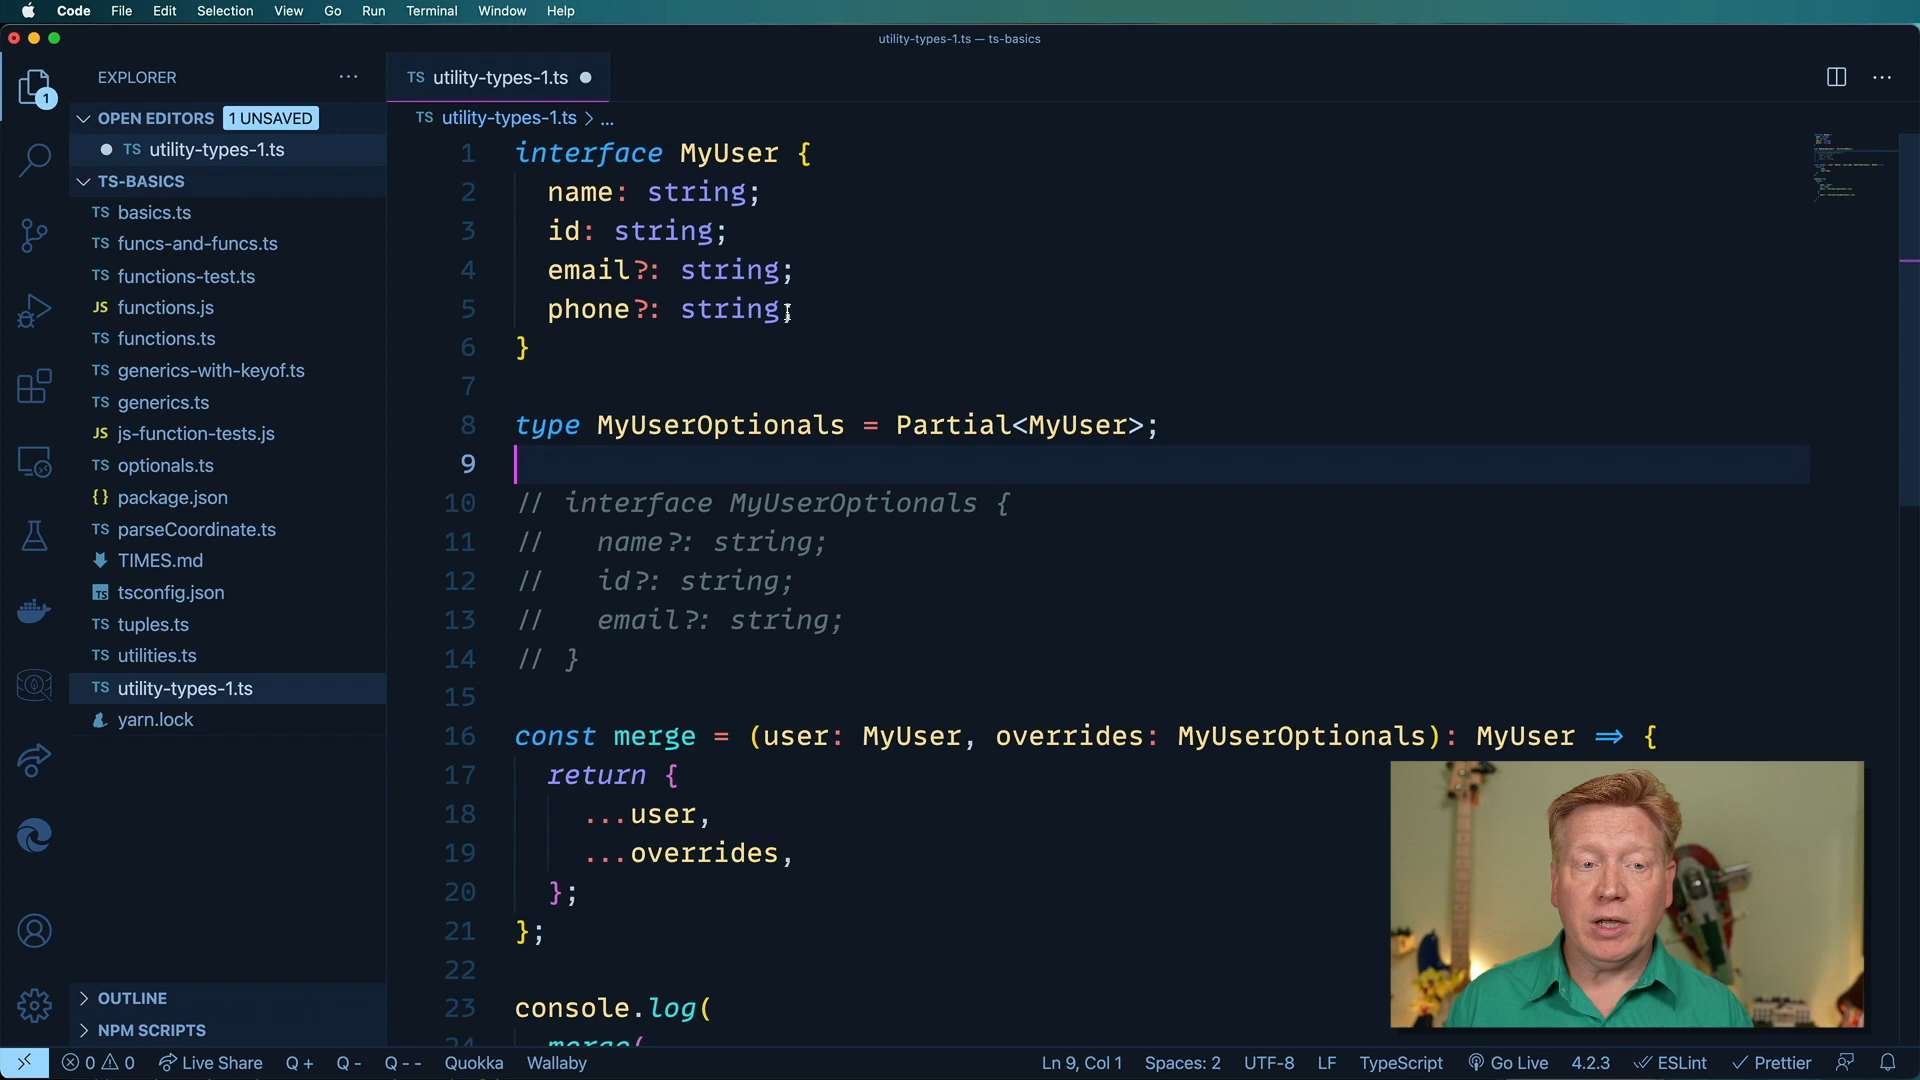 Code File Edit Selection View Go Run Terminal Window Help
utility-types-1.ts — ts-basics
EXPLORER ···
TS utility-types-1.ts
1
OPEN EDITORS 1 UNSAVED
TS utility-types-1.ts > ...
TS utility-types-1.ts
TS-BASICS
TS basics.ts
TS funcs-and-funcs.ts
TS functions-test.ts
JS functions.js
TS functions.ts
TS generics-with-keyof.ts
TS generics.ts
JS js-function-tests.js
TS optionals.ts
{} package.json
TS parseCoordinate.ts
TIMES.md
TS tsconfig.json
TS tuples.ts
TS utilities.ts
TS utility-types-1.ts
yarn.lock
OUTLINE
NPM SCRIPTS
1 interface MyUser {
2 name: string;
3 id: string;
4 email?: string;
5 phone?: string;
6 }
7
8 type MyUserOptionals = Partial<MyUser>;
9
10 // interface MyUserOptionals {
11 //   name?: string;
12 //   id?: string;
13 //   email?: string;
14 // }
15
16 const merge = (user: MyUser, overrides: MyUserOptionals): MyUser ⇒ {
17 return {
18 ...user,
19 ...overrides,
20 };
21 };
22
23 console.log(
24 merge(
0 0 Live Share Q + Q - Q - - Quokka Wallaby Ln 9, Col 1 Spaces: 2 UTF-8 LF TypeScript Go Live 4.2.3 ESLint Prettier